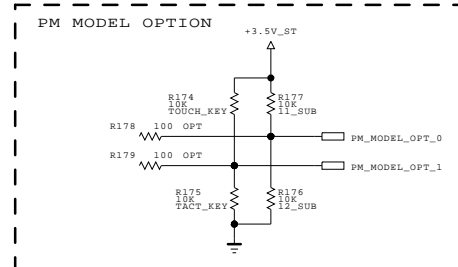 PM MODEL OPTION
+3.5V_ST
R174
10K
TOUCH_KEY
R177
10K
11_SUB
R178 100 OPT
PM_MODEL_OPT_0
R179 100 OPT
PM_MODEL_OPT_1
R175
10K
TACT_KEY
R176
10K
12_SUB